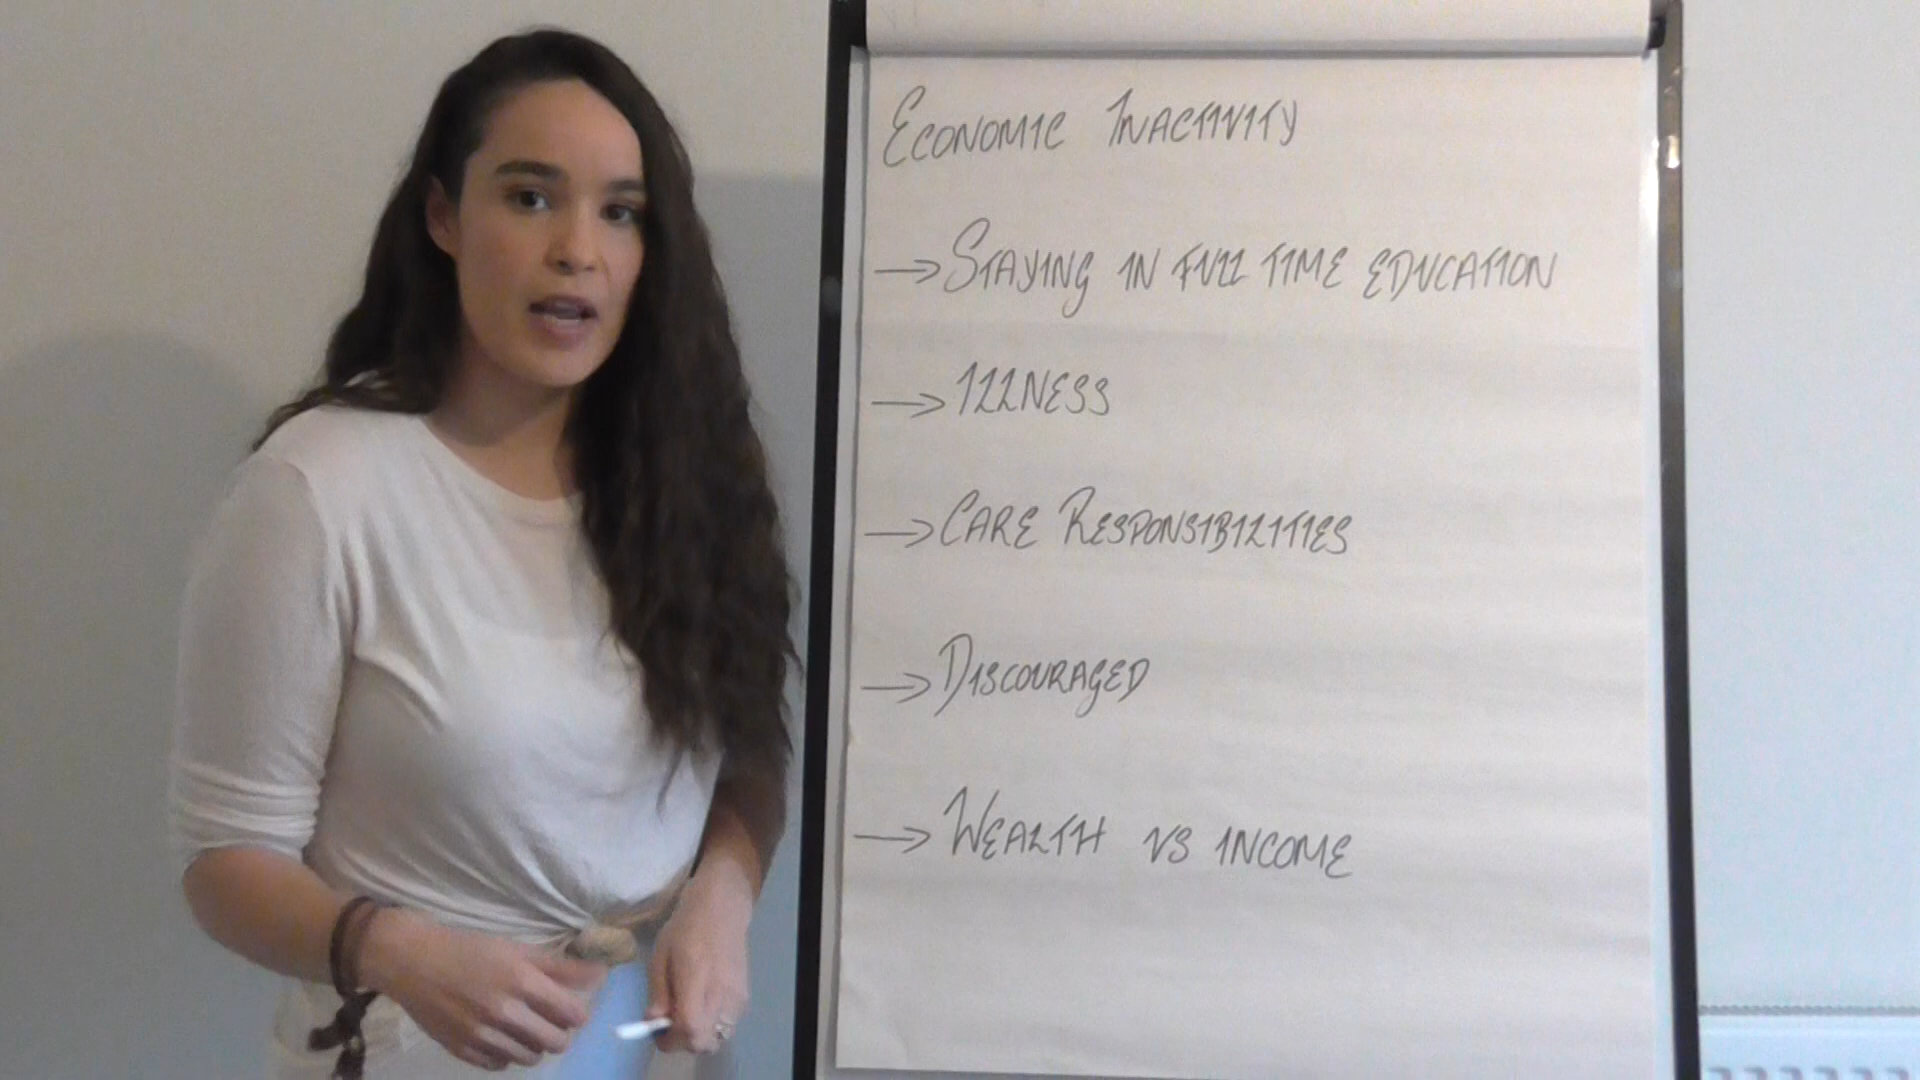 ECONOMIC INACTIVITY
→ STAYING IN FULL TIME EDUCATION
→ ILLNESS
→ CARE RESPONSIBILITIES
→ DISCOURAGED
→ WEALTH VS INCOME